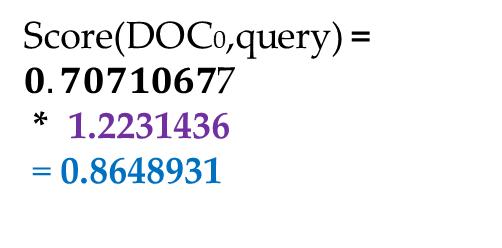 Score(DOC₀,query) =
0.70710677
* 1.2231436
= 0.8648931